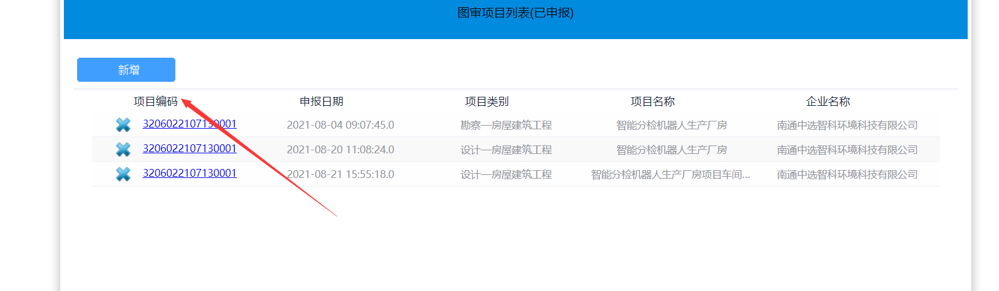 图审项目列表(已申报)
新增
项目编码 申报日期 项目类别 项目名称 企业名称
3206022107130001 2021-08-04 09:07:45.0 勘察—房屋建筑工程 智能分检机器人生产厂房 南通中选智科环境科技有限公司
3206022107130001 2021-08-20 11:08:24.0 设计—房屋建筑工程 智能分检机器人生产厂房 南通中选智科环境科技有限公司
3206022107130001 2021-08-21 15:55:18.0 设计—房屋建筑工程 智能分检机器人生产厂房项目车间... 南通中选智科环境科技有限公司